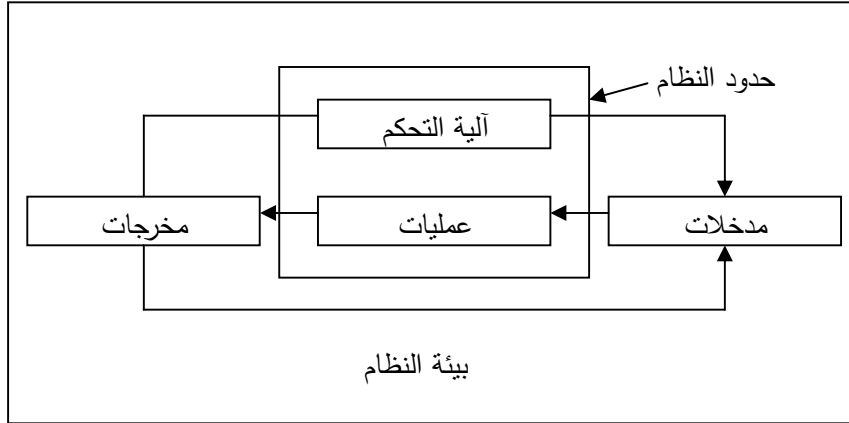 حدود النظام
آلية التحكم
مدخلات
عمليات
مخرجات
بيئة النظام